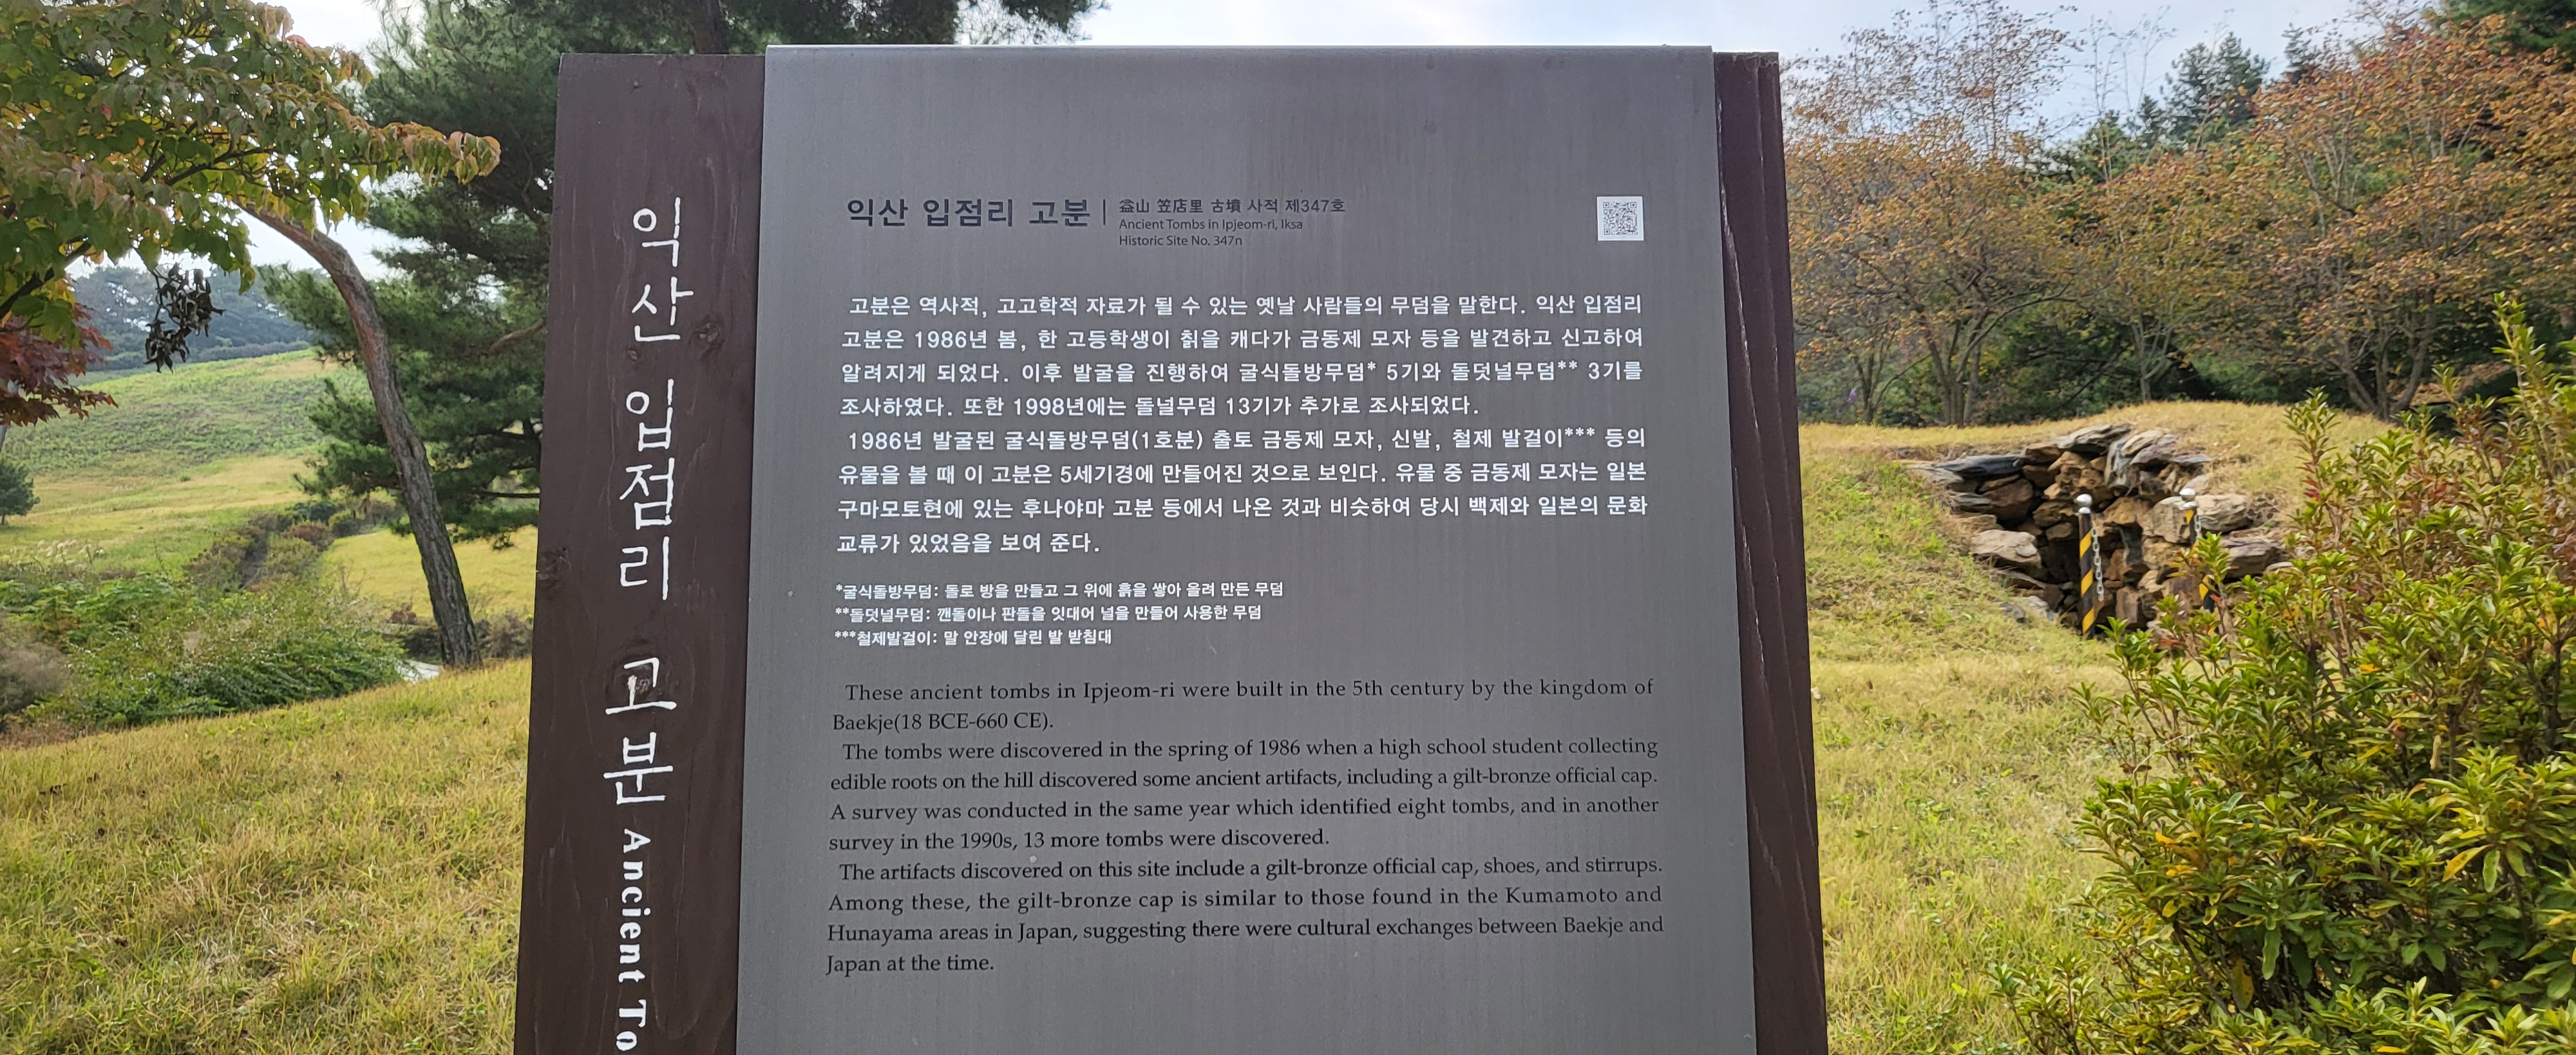 익산 입점리 고분 Ancient To
익산 입점리 고분
益山 笠店里 古墳 사적 제347호
Ancient Tombs in Ipjeom-ri, Iksa
Historic Site No. 347n
고분은 역사적, 고고학적 자료가 될 수 있는 옛날 사람들의 무덤을 말한다. 익산 입점리
고분은 1986년 봄, 한 고등학생이 칡을 캐다가 금동제 모자 등을 발견하고 신고하여
알려지게 되었다. 이후 발굴을 진행하여 굴식돌방무덤* 5기와 돌덧널무덤** 3기를
조사하였다. 또한 1998년에는 돌널무덤 13기가 추가로 조사되었다.
1986년 발굴된 굴식돌방무덤(1호분) 출토 금동제 모자, 신발, 철제 발걸이*** 등의
유물을 볼 때 이 고분은 5세기경에 만들어진 것으로 보인다. 유물 중 금동제 모자는 일본
구마모토현에 있는 후나야마 고분 등에서 나온 것과 비슷하여 당시 백제와 일본의 문화
교류가 있었음을 보여 준다.
*굴식돌방무덤: 돌로 방을 만들고 그 위에 흙을 쌓아 올려 만든 무덤
**돌덧널무덤: 깬돌이나 판돌을 잇대어 널을 만들어 사용한 무덤
***철제발걸이: 말 안장에 달린 발 받침대
These ancient tombs in Ipjeom-ri were built in the 5th century by the kingdom of
Baekje(18 BCE-660 CE).
The tombs were discovered in the spring of 1986 when a high school student collecting
edible roots on the hill discovered some ancient artifacts, including a gilt-bronze official cap.
A survey was conducted in the same year which identified eight tombs, and in another
survey in the 1990s, 13 more tombs were discovered.
The artifacts discovered on this site include a gilt-bronze official cap, shoes, and stirrups.
Among these, the gilt-bronze cap is similar to those found in the Kumamoto and
Hunayama areas in Japan, suggesting there were cultural exchanges between Baekje and
Japan at the time.